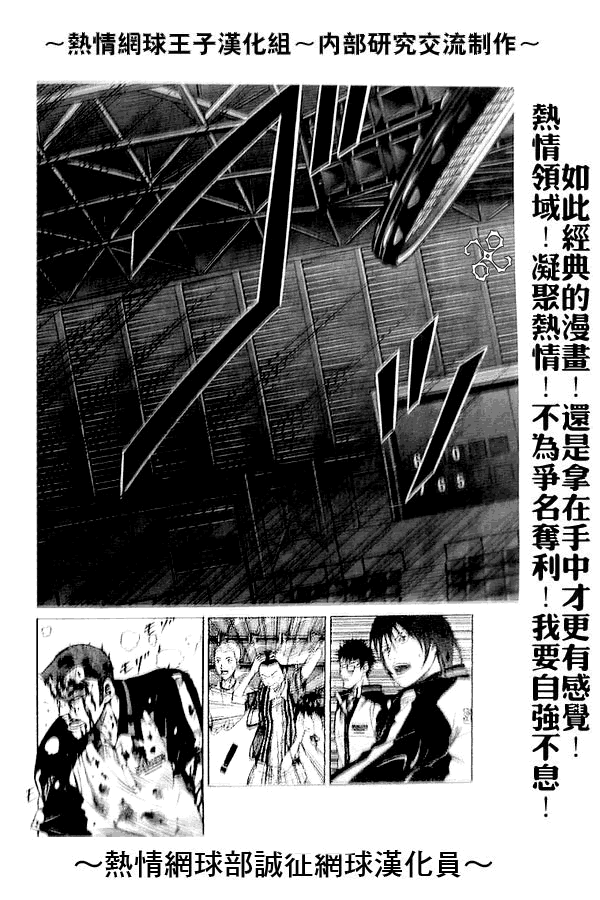 ～熱情網球王子漢化組～内部研究交流制作～
如此經典的漫畫！還是拿在手中才更有感覺！
熱情領域！凝聚熱情！不為爭名奪利！我要自強不息！
～熱情網球部誠征網球漢化員～